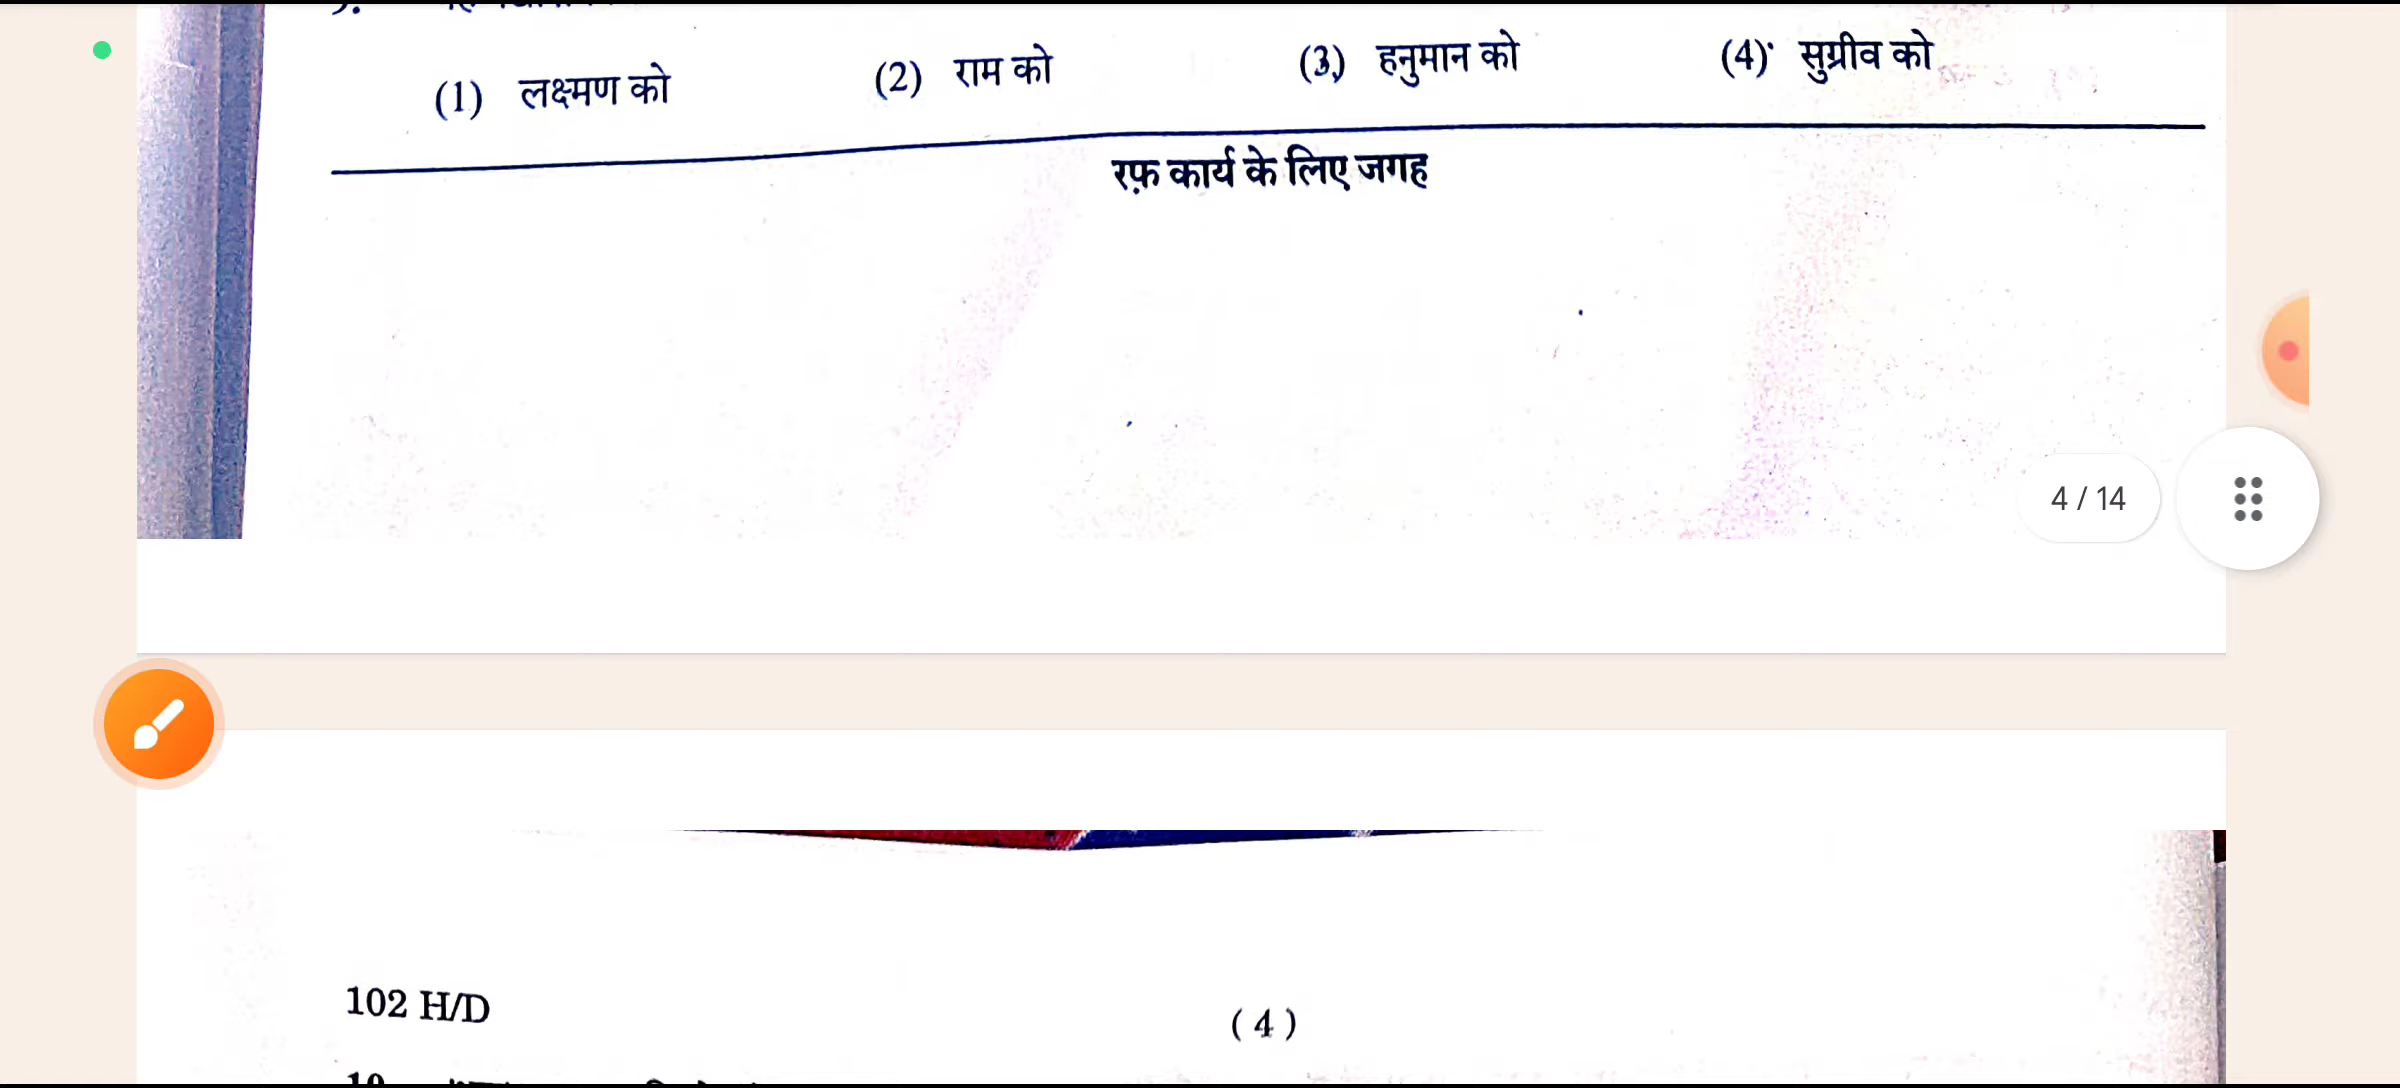 (1) लक्ष्मण को (2) राम को (3) हनुमान को (4) सुग्रीव को
रफ़ कार्य के लिए जगह
4 / 14
102 H/D
( 4 )